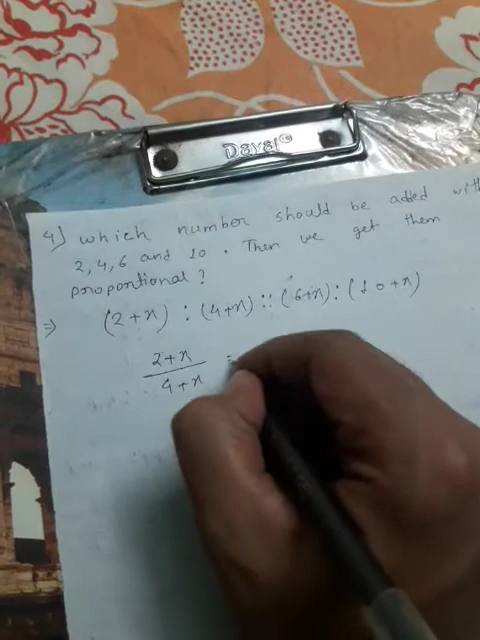 Dayal
4) which number should be added with
2, 4, 6 and 10. Then we get them
proportional?
⇒ (2+x) : (4+x) :: (6+x) : (10+x)
2+x
4+x =